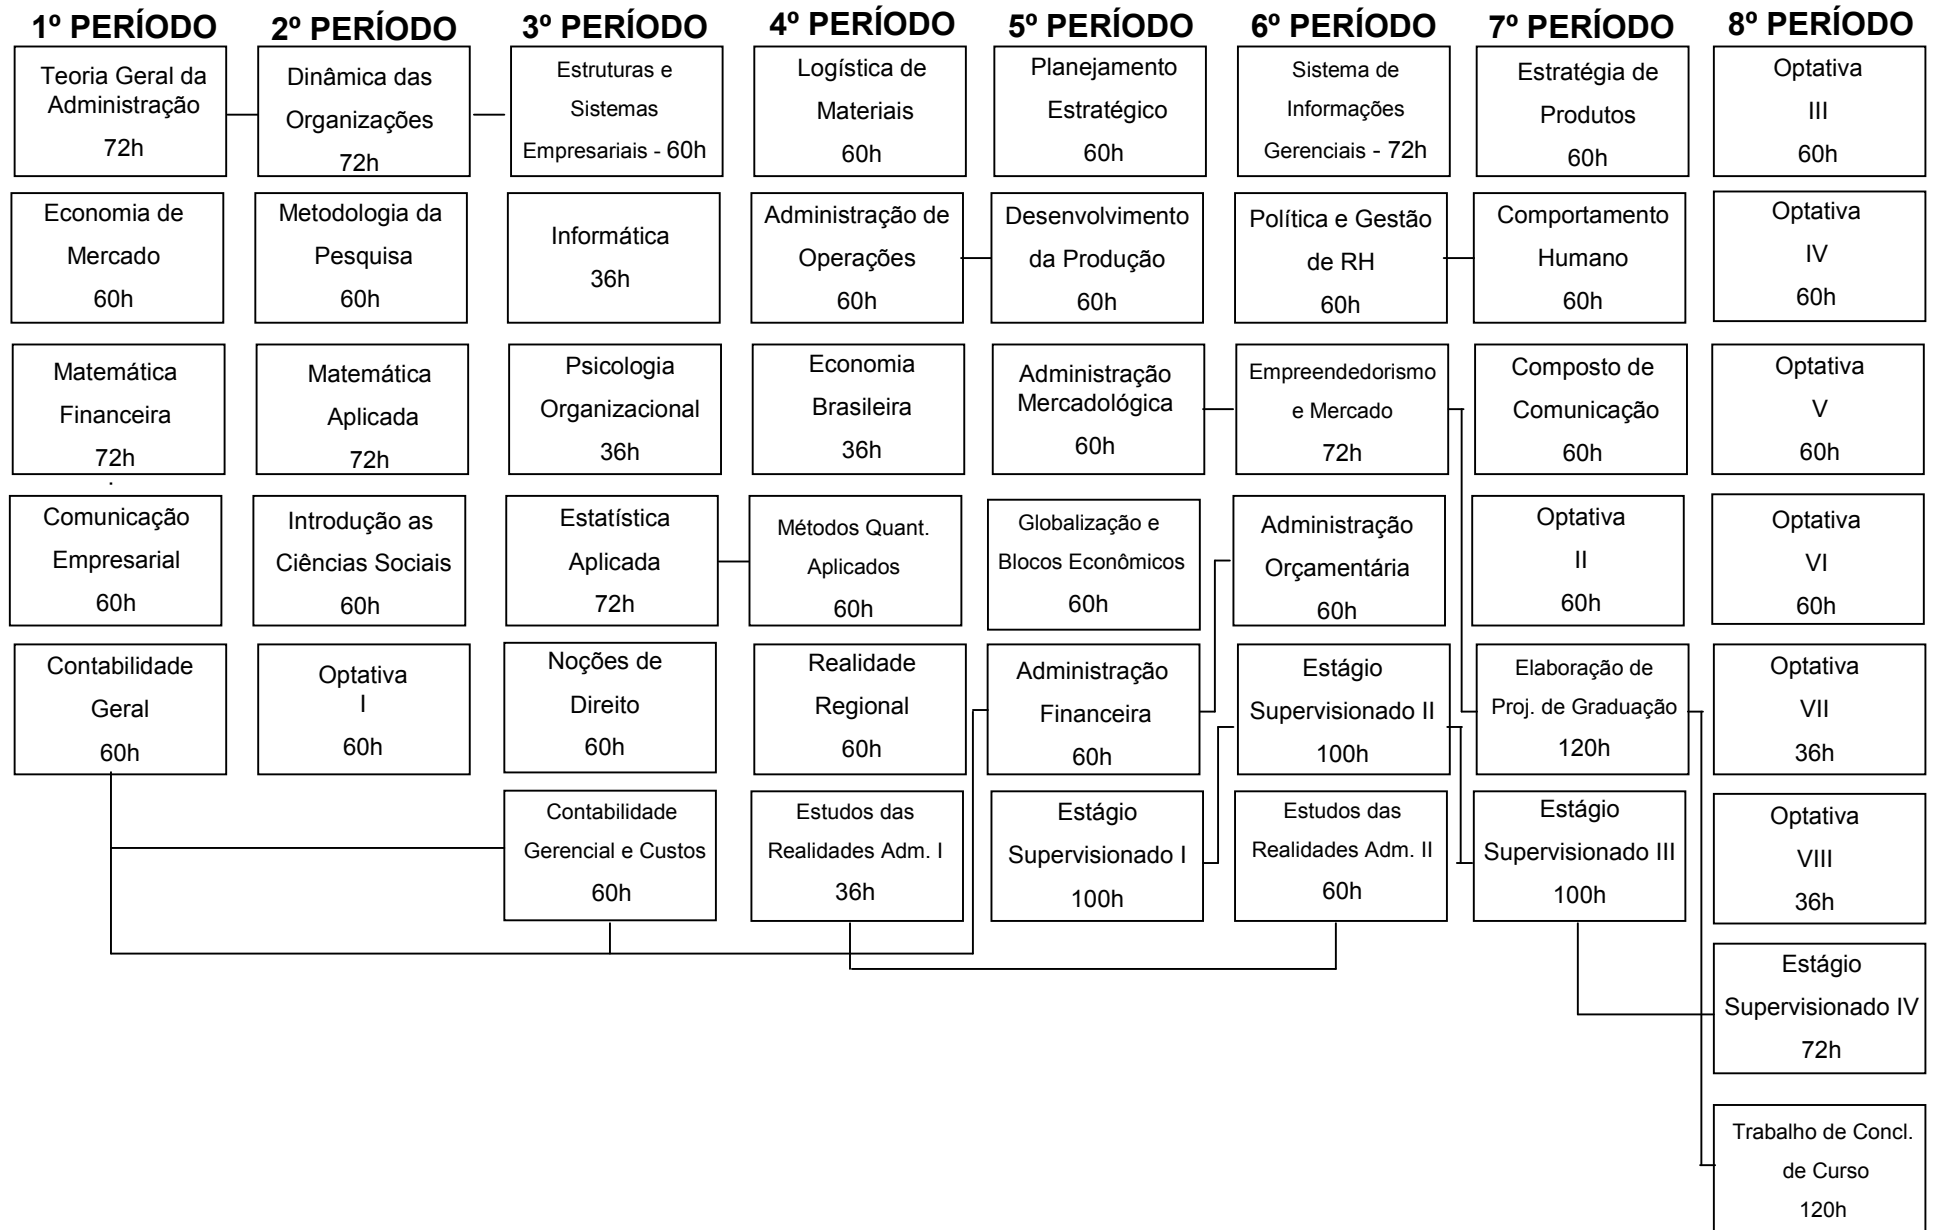 1º PERÍODO
Teoria Geral da
Administração
72h
Economia de
Mercado
60h
Matemática
Financeira
72h
.
Comunicação
Empresarial
60h
Contabilidade
Geral
60h
2º PERÍODO
Dinâmica das
Organizações
72h
Metodologia da
Pesquisa
60h
Matemática
Aplicada
72h
Introdução as
Ciências Sociais
60h
Optativa
I
60h
3º PERÍODO
Estruturas e
Sistemas
Empresariais - 60h
Informática
36h
Psicologia
Organizacional
36h
Estatística
Aplicada
72h
Noções de
Direito
60h
Contabilidade
Gerencial e Custos
60h
4º PERÍODO
Logística de
Materiais
60h
Administração de
Operações
60h
Economia
Brasileira
36h
Métodos Quant.
Aplicados
60h
Realidade
Regional
60h
Estudos das
Realidades Adm. I
36h
5º PERÍODO
Planejamento
Estratégico
60h
Desenvolvimento
da Produção
60h
Administração
Mercadológica
60h
Globalização e
Blocos Econômicos
60h
Administração
Financeira
60h
Estágio
Supervisionado I
100h
6º PERÍODO
Sistema de
Informações
Gerenciais - 72h
Política e Gestão
de RH
60h
Empreendedorismo
e Mercado
72h
Administração
Orçamentária
60h
Estágio
Supervisionado II
100h
Estudos das
Realidades Adm. II
60h
7º PERÍODO
Estratégia de
Produtos
60h
Comportamento
Humano
60h
Composto de
Comunicação
60h
Optativa
II
60h
Elaboração de
Proj. de Graduação
120h
Estágio
Supervisionado III
100h
8º PERÍODO
Optativa
III
60h
Optativa
IV
60h
Optativa
V
60h
Optativa
VI
60h
Optativa
VII
36h
Optativa
VIII
36h
Estágio
Supervisionado IV
72h
Trabalho de Concl.
de Curso
120h